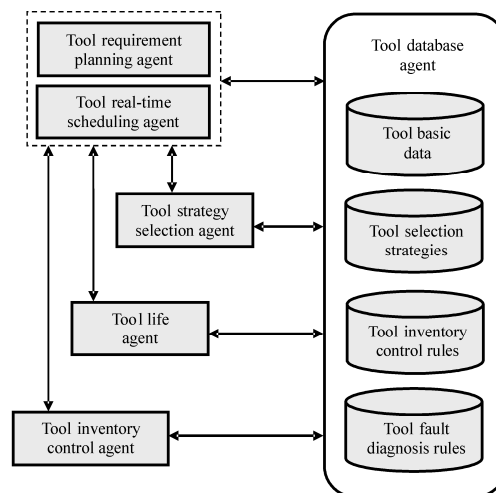 Tool requirement
planning agent
Tool real-time
scheduling agent
Tool strategy
selection agent
Tool life
agent
Tool inventory
control agent
Tool database
agent
Tool basic
data
Tool selection
strategies
Tool inventory
control rules
Tool fault
diagnosis rules